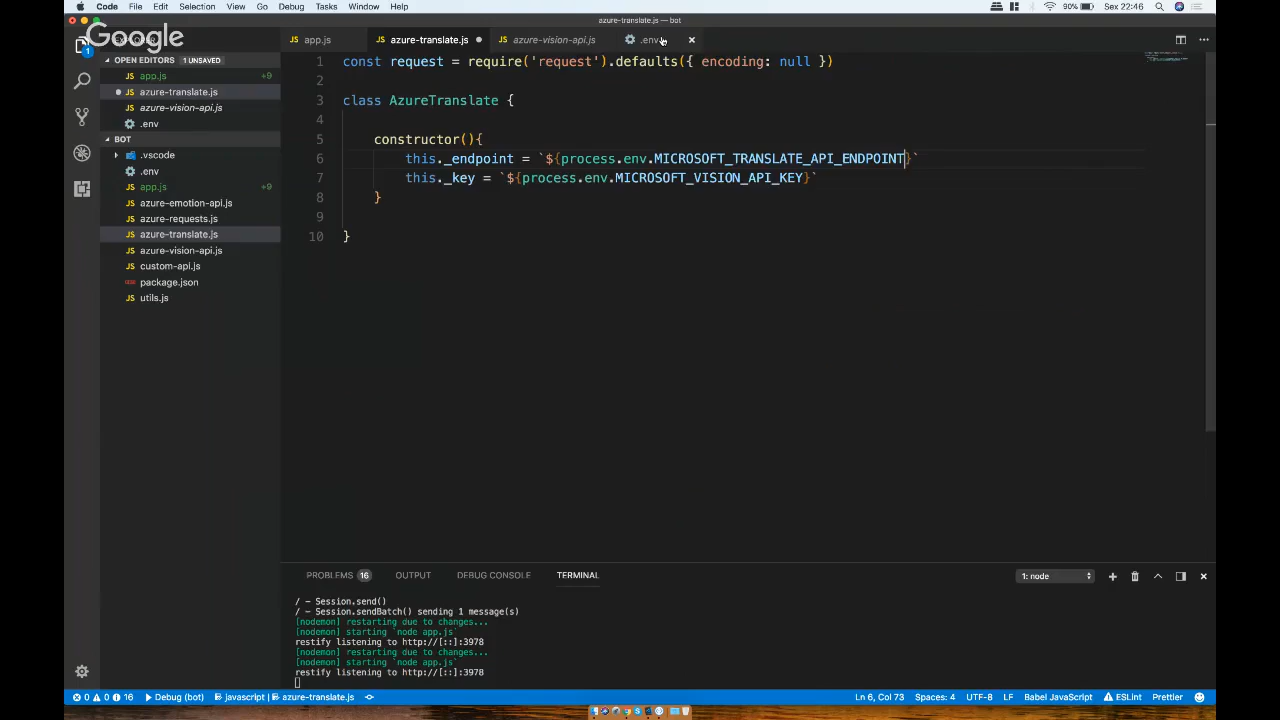 Code File Edit Selection View Go Debug Tasks Window Help 90% Sex 22:46
azure-translate.js — bot
Google
app.js azure-translate.js azure-vision-api.js .env
OPEN EDITORS 1 UNSAVED
app.js +9
azure-translate.js
azure-vision-api.js
.env
BOT
.vscode
.env
app.js +9
azure-emotion-api.js
azure-requests.js
azure-translate.js
azure-vision-api.js
custom-api.js
package.json
utils.js
1 const request = require('request').defaults({ encoding: null })
2
3 class AzureTranslate {
4
5 constructor(){
6 this._endpoint = `${process.env.MICROSOFT_TRANSLATE_API_ENDPOINT}`
7 this._key = `${process.env.MICROSOFT_VISION_API_KEY}`
8 }
9
10 }
PROBLEMS 16 OUTPUT DEBUG CONSOLE TERMINAL 1: node
/ - Session.send()
/ - Session.sendBatch() sending 1 message(s)
[nodemon] restarting due to changes...
[nodemon] starting `node app.js`
restify listening to http://[::]:3978
[nodemon] restarting due to changes...
[nodemon] starting `node app.js`
restify listening to http://[::]:3978
0 0 16 Debug (bot) javascript | azure-translate.js Ln 6, Col 73 Spaces: 4 UTF-8 LF Babel JavaScript ESLint Prettier